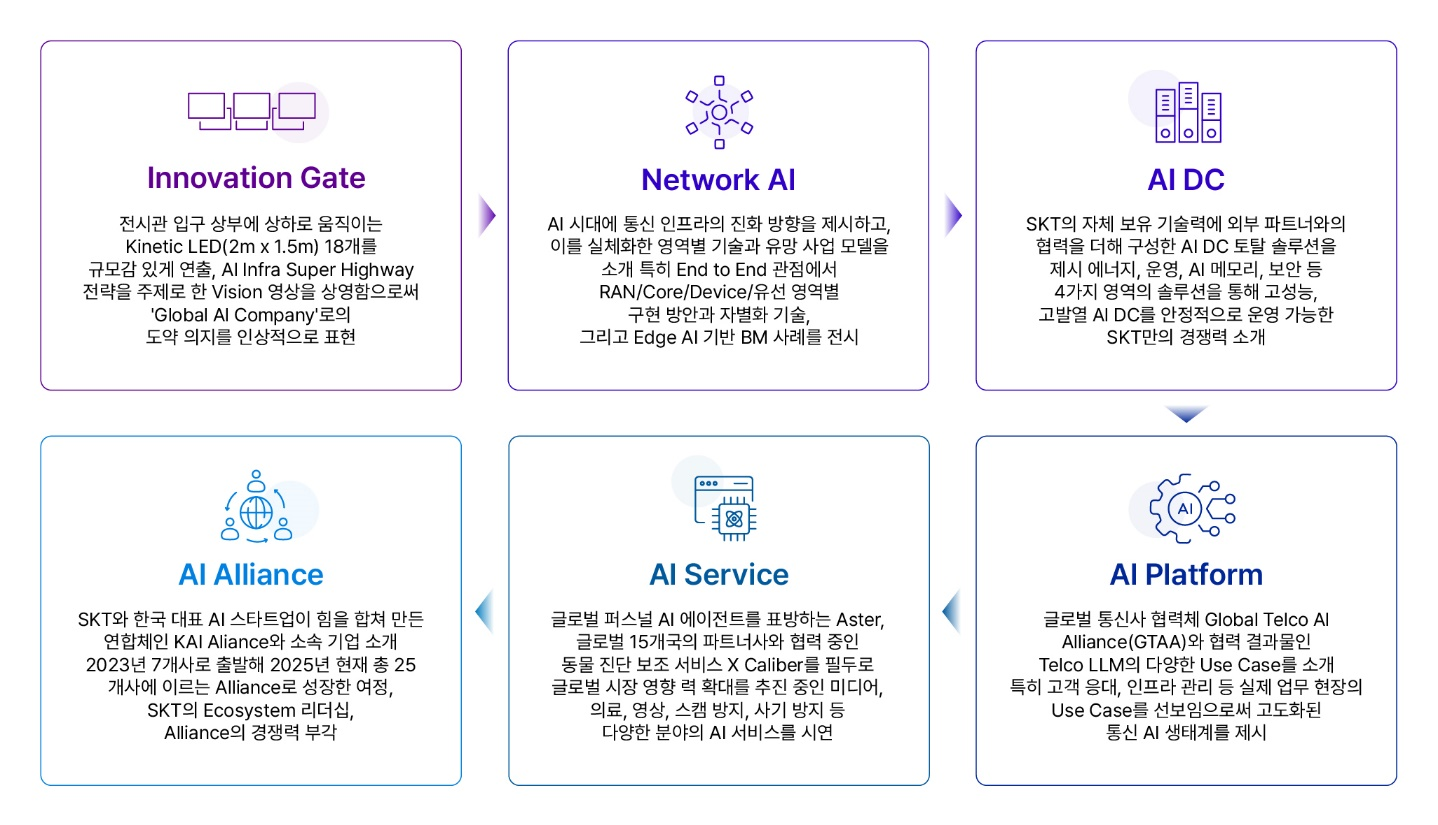 Innovation Gate
전시관 입구 상부에 상하로 움직이는
Kinetic LED(2m x 1.5m) 18개를
규모감 있게 연출, AI Infra Super Highway
전략을 주제로 한 Vision 영상을 상영함으로써
'Global AI Company'로의
도약 의지를 인상적으로 표현
Network AI
AI 시대에 통신 인프라의 진화 방향을 제시하고,
이를 실체화한 영역별 기술과 유망 사업 모델을
소개 특히 End to End 관점에서
RAN/Core/Device/유선 영역별
구현 방안과 자별화 기술,
그리고 Edge AI 기반 BM 사례를 전시
AI DC
SKT의 자체 보유 기술력에 외부 파트너와의
협력을 더해 구성한 AI DC 토탈 솔루션을
제시 에너지, 운영, AI 메모리, 보안 등
4가지 영역의 솔루션을 통해 고성능,
고발열 AI DC를 안정적으로 운영 가능한
SKT만의 경쟁력 소개
AI Platform
AI
글로벌 통신사 협력체 Global Telco AI
Alliance(GTAA)와 협력 결과물인
Telco LLM의 다양한 Use Case를 소개
특히 고객 응대, 인프라 관리 등 실제 업무 현장의
Use Case를 선보임으로써 고도화된
통신 AI 생태계를 제시
AI Service
글로벌 퍼스널 AI 에이전트를 표방하는 Aster,
글로벌 15개국의 파트너사와 협력 중인
동물 진단 보조 서비스 X Caliber를 필두로
글로벌 시장 영향 력 확대를 추진 중인 미디어,
의료, 영상, 스캠 방지, 사기 방지 등
다양한 분야의 AI 서비스를 시연
AI Alliance
SKT와 한국 대표 AI 스타트업이 힘을 합쳐 만든
연합체인 KAI Aliance와 소속 기업 소개
2023년 7개사로 출발해 2025년 현재 총 25
개사에 이르는 Alliance로 성장한 여정,
SKT의 Ecosystem 리더십,
Alliance의 경쟁력 부각